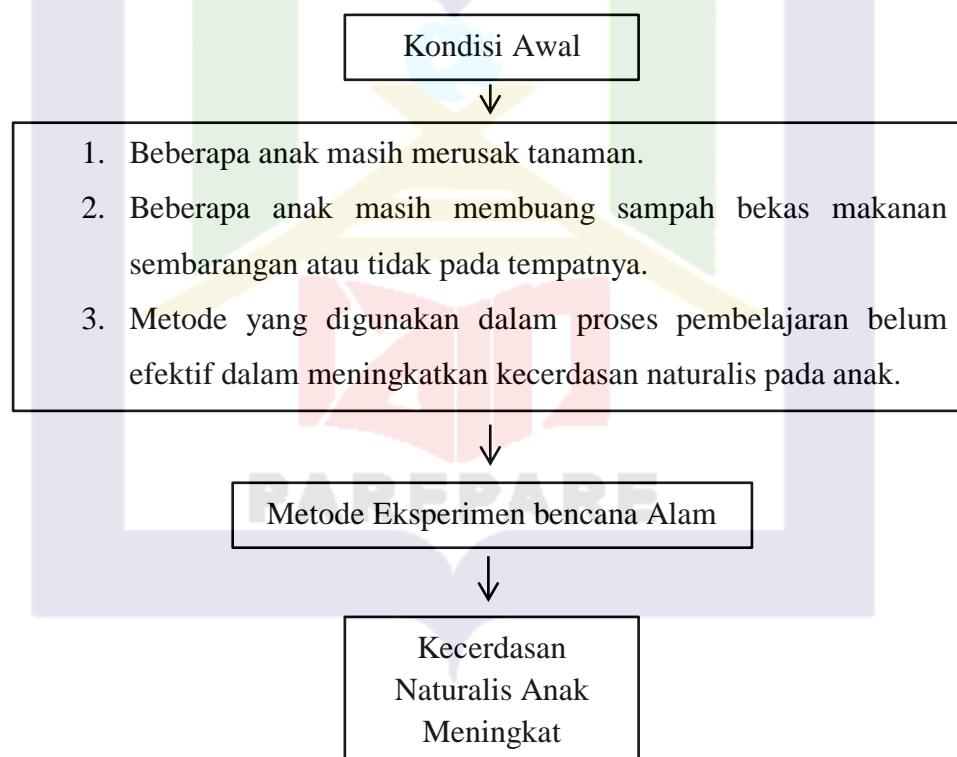 Kondisi Awal
1. Beberapa anak masih merusak tanaman.
2. Beberapa anak masih membuang sampah bekas makanan
sembarangan atau tidak pada tempatnya.
3. Metode yang digunakan dalam proses pembelajaran belum
efektif dalam meningkatkan kecerdasan naturalis pada anak.
PAREPARE
Metode Eksperimen bencana Alam
Kecerdasan
Naturalis Anak
Meningkat